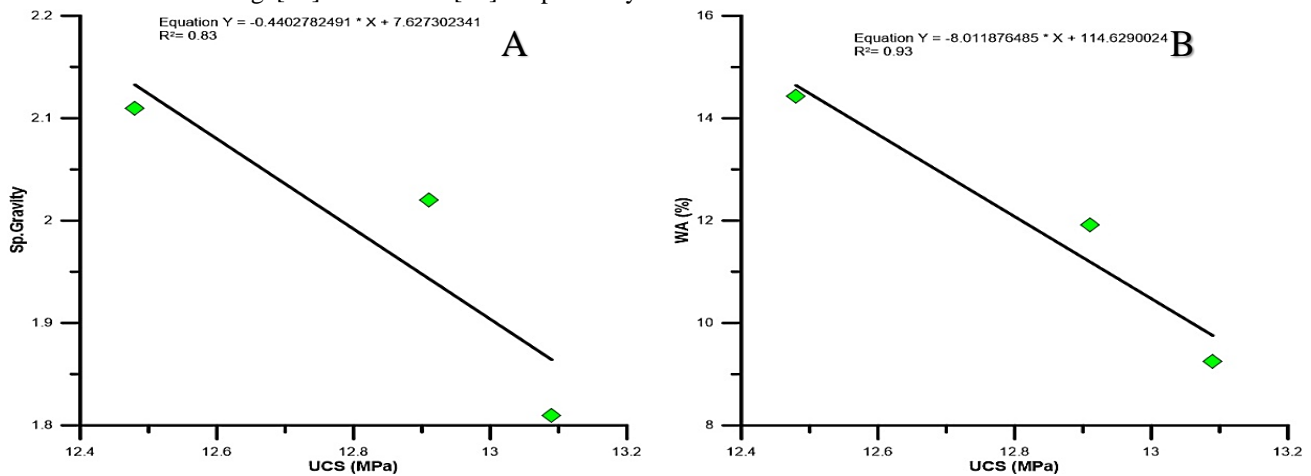 Equation Y = -0.4402782491 * X + 7.627302341
R²= 0.83
A
2.2
2.1
2
1.9
1.8
Sp.Gravity
12.4
12.6
12.8
13
13.2
UCS (MPa)
Equation Y = -8.011876485 * X + 114.6290024
R²= 0.93
B
16
14
12
10
8
WA (%)
12.4
12.6
12.8
13
13.2
UCS (MPa)